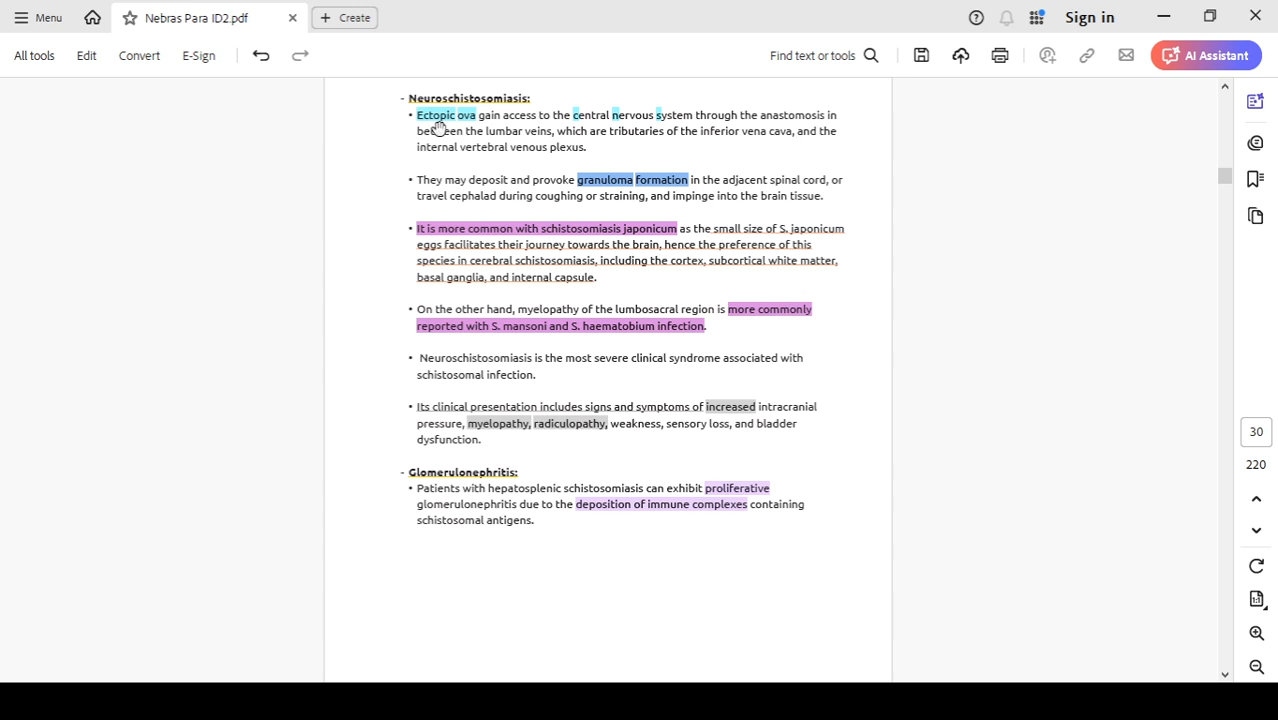 Menu
Nebras Para ID2.pdf
Create
Sign in
All tools
Edit
Convert
E-Sign
Find text or tools
AI Assistant
- Neuroschistosomiasis:
• Ectopic ova gain access to the central nervous system through the anastomosis in
between the lumbar veins, which are tributaries of the inferior vena cava, and the
internal vertebral venous plexus.
• They may deposit and provoke granuloma formation in the adjacent spinal cord, or
travel cephalad during coughing or straining, and impinge into the brain tissue.
• It is more common with schistosomiasis japonicum as the small size of S. japonicum
eggs facilitates their journey towards the brain, hence the preference of this
species in cerebral schistosomiasis, including the cortex, subcortical white matter,
basal ganglia, and internal capsule.
• On the other hand, myelopathy of the lumbosacral region is more commonly
reported with S. mansoni and S. haematobium infection.
• Neuroschistosomiasis is the most severe clinical syndrome associated with
schistosomal infection.
• Its clinical presentation includes signs and symptoms of increased intracranial
pressure, myelopathy, radiculopathy, weakness, sensory loss, and bladder
dysfunction.
- Glomerulonephritis:
• Patients with hepatosplenic schistosomiasis can exhibit proliferative
glomerulonephritis due to the deposition of immune complexes containing
schistosomal antigens.
30
220